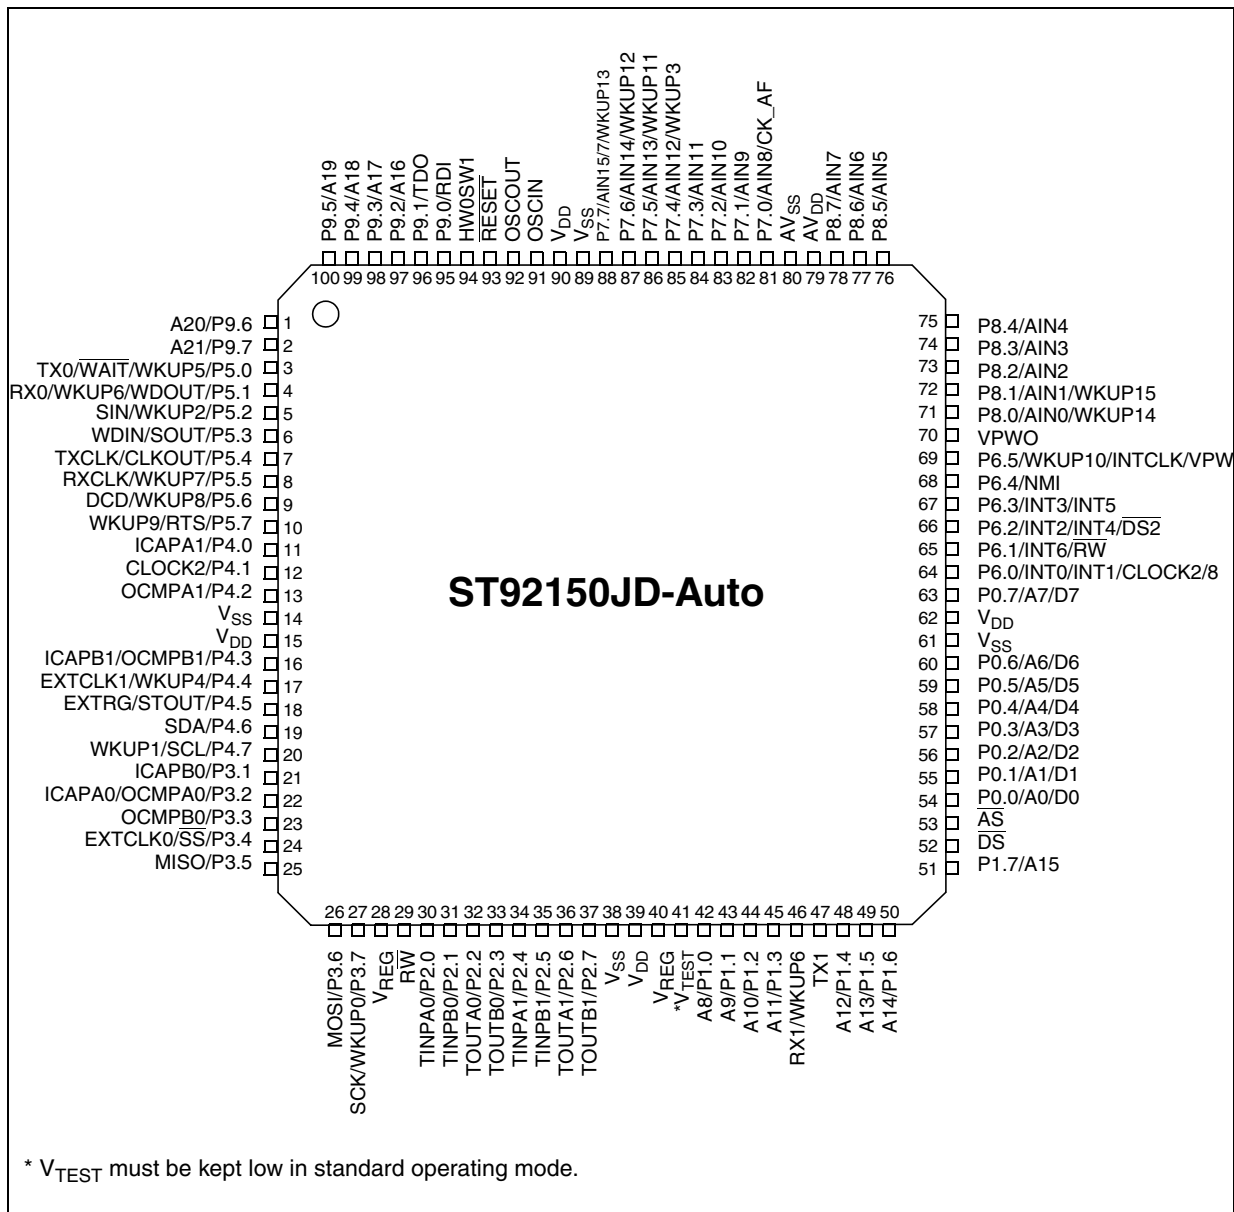 P9.5/A19
P9.4/A18
P9.3/A17
P9.2/A16
P9.1/TDO
P9.0/RDI
HW0SW1
RESET
OSCOUT
OSCIN
VDD
VSS
P7.7/AIN15/7/WKUP13
P7.6/AIN14/WKUP12
P7.5/AIN13/WKUP11
P7.4/AIN12/WKUP3
P7.3/AIN11
P7.2/AIN10
P7.1/AIN9
P7.0/AIN8/CK_AF
AVSS
AVDD
P8.7/AIN7
P8.6/AIN6
P8.5/AIN5
100 99 98 97 96 95 94 93 92 91 90 89 88 87 86 85 84 83 82 81 80 79 78 77 76
A20/P9.6 1
A21/P9.7 2
TX0/WAIT/WKUP5/P5.0 3
RX0/WKUP6/WDOUT/P5.1 4
SIN/WKUP2/P5.2 5
WDIN/SOUT/P5.3 6
TXCLK/CLKOUT/P5.4 7
RXCLK/WKUP7/P5.5 8
DCD/WKUP8/P5.6 9
WKUP9/RTS/P5.7 10
ICAPA1/P4.0 11
CLOCK2/P4.1 12
OCMPA1/P4.2 13
VSS 14
VDD 15
ICAPB1/OCMPB1/P4.3 16
EXTCLK1/WKUP4/P4.4 17
EXTRG/STOUT/P4.5 18
SDA/P4.6 19
WKUP1/SCL/P4.7 20
ICAPB0/P3.1 21
ICAPA0/OCMPA0/P3.2 22
OCMPB0/P3.3 23
EXTCLK0/SS/P3.4 24
MISO/P3.5 25
ST92150JD-Auto
75 P8.4/AIN4
74 P8.3/AIN3
73 P8.2/AIN2
72 P8.1/AIN1/WKUP15
71 P8.0/AIN0/WKUP14
70 VPWO
69 P6.5/WKUP10/INTCLK/VPW
68 P6.4/NMI
67 P6.3/INT3/INT5
66 P6.2/INT2/INT4/DS2
65 P6.1/INT6/RW
64 P6.0/INT0/INT1/CLOCK2/8
63 P0.7/A7/D7
62 VDD
61 VSS
60 P0.6/A6/D6
59 P0.5/A5/D5
58 P0.4/A4/D4
57 P0.3/A3/D3
56 P0.2/A2/D2
55 P0.1/A1/D1
54 P0.0/A0/D0
53 AS
52 DS
51 P1.7/A15
26 27 28 29 30 31 32 33 34 35 36 37 38 39 40 41 42 43 44 45 46 47 48 49 50
MOSI/P3.6
SCK/WKUP0/P3.7
VREG
RW
TINPA0/P2.0
TINPB0/P2.1
TOUTA0/P2.2
TOUTB0/P2.3
TINPA1/P2.4
TINPB1/P2.5
TOUTA1/P2.6
TOUTB1/P2.7
VSS
VDD
VREG
*VTEST
A8/P1.0
A9/P1.1
A10/P1.2
A11/P1.3
RX1/WKUP6
TX1
A12/P1.4
A13/P1.5
A14/P1.6
* VTEST must be kept low in standard operating mode.